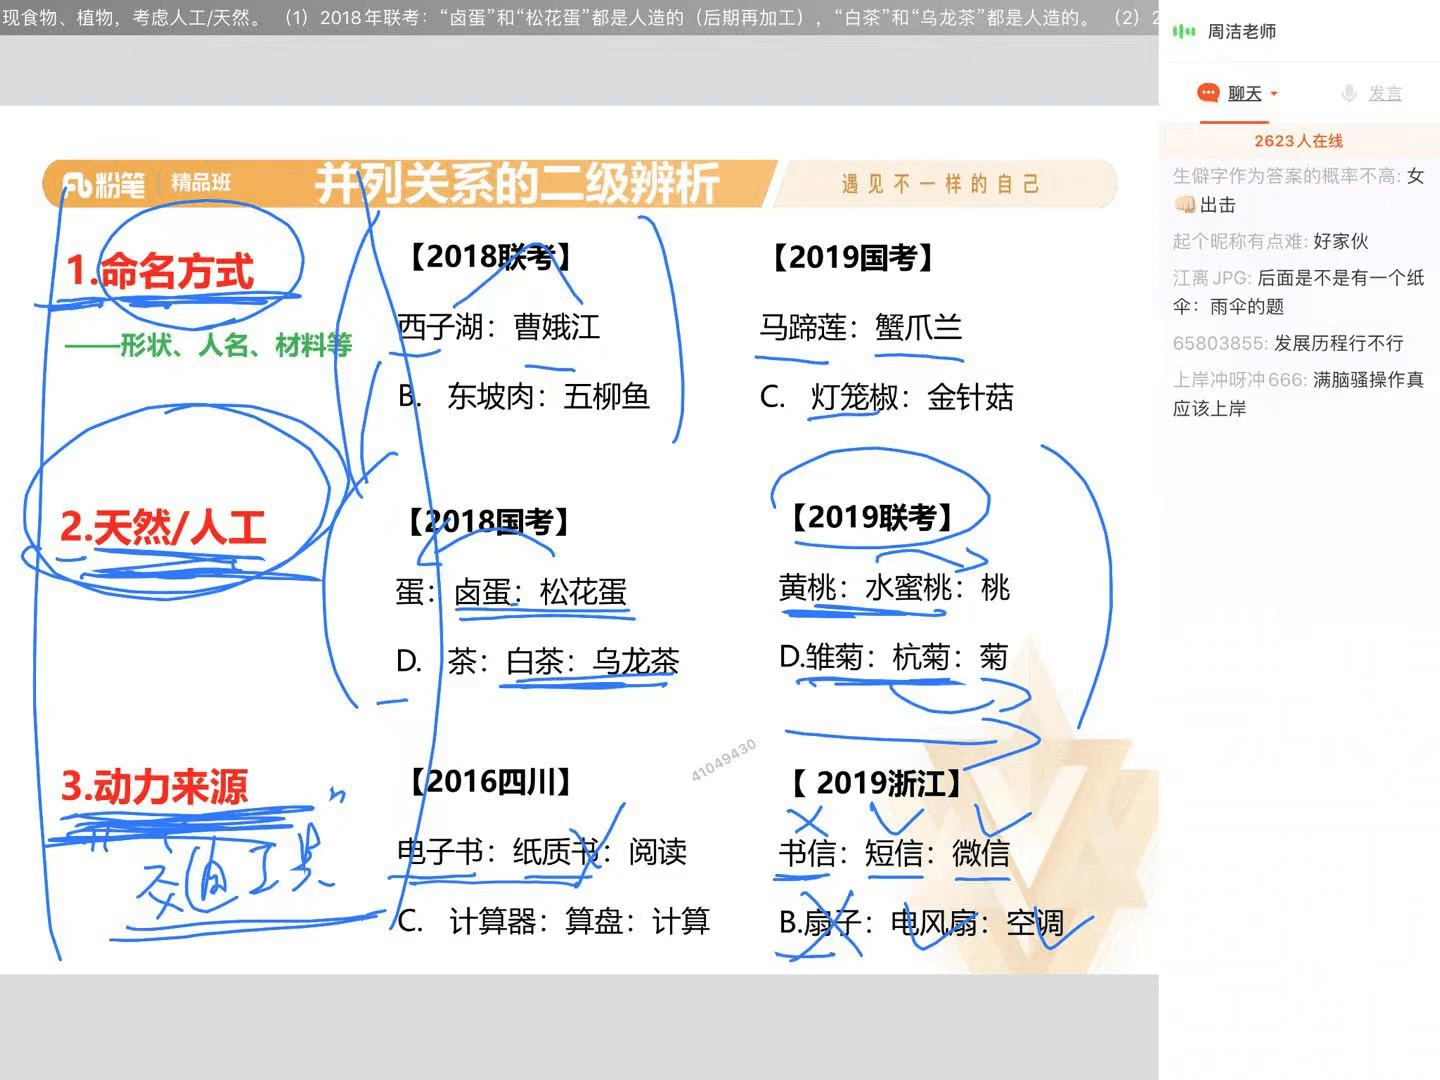 现食物、植物，考虑人工/天然。 （1）2018年联考：“卤蛋”和“松花蛋”都是人造的（后期再加工），“白茶”和“乌龙茶”都是人造的。 （2）2
粉笔 精品班 并列关系的二级辨析 遇见不一样的自己
1.命名方式
——形状、人名、材料等
【2018联考】
西子湖：曹娥江
B. 东坡肉：五柳鱼
【2019国考】
马蹄莲：蟹爪兰
C. 灯笼椒：金针菇
2.天然/人工
【2018国考】
蛋：卤蛋：松花蛋
D. 茶：白茶：乌龙茶
【2019联考】
黄桃：水蜜桃：桃
D.雏菊：杭菊：菊
3.动力来源
交通工具
【2016四川】
电子书：纸质书：阅读
C. 计算器：算盘：计算
【 2019浙江】
书信：短信：微信
B.扇子：电风扇：空调
41049430
周洁老师
聊天 发言
2623人在线
生僻字作为答案的概率不高: 女
👊🏻出击
起个昵称有点难: 好家伙
江离JPG: 后面是不是有一个纸
伞：雨伞的题
65803855: 发展历程行不行
上岸冲呀冲666: 满脑骚操作真
应该上岸